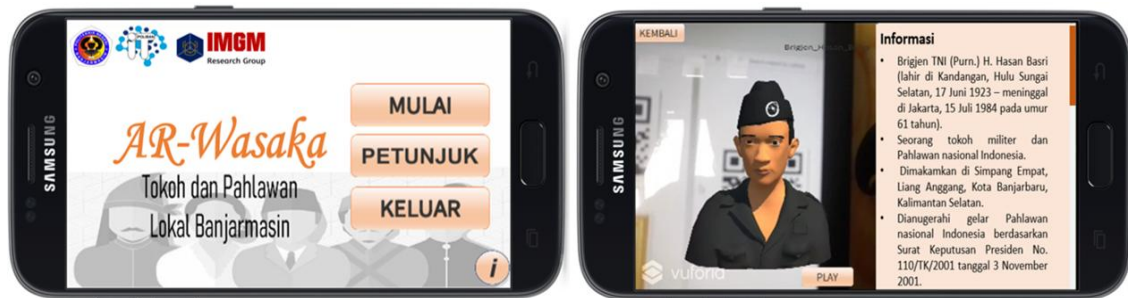 SAMSUNG
IMGM
Research Group
AR-Wasaka
Tokoh dan Pahlawan
Lokal Banjarmasin
MULAI
PETUNJUK
KELUAR
i
SAMSUNG
KEMBALI
vuforia
PLAY
Informasi
• Brigjen TNI (Purn.) H. Hasan Basri
(lahir di Kandangan, Hulu Sungai
Selatan, 17 Juni 1923 – meninggal
di Jakarta, 15 Juli 1984 pada umur
61 tahun).
• Seorang tokoh militer dan
Pahlawan nasional Indonesia.
• Dimakamkan di Simpang Empat,
Liang Anggang, Kota Banjarbaru,
Kalimantan Selatan.
• Dianugerahi gelar Pahlawan
nasional Indonesia berdasarkan
Surat Keputusan Presiden No.
110/TK/2001 tanggal 3 November
2001.